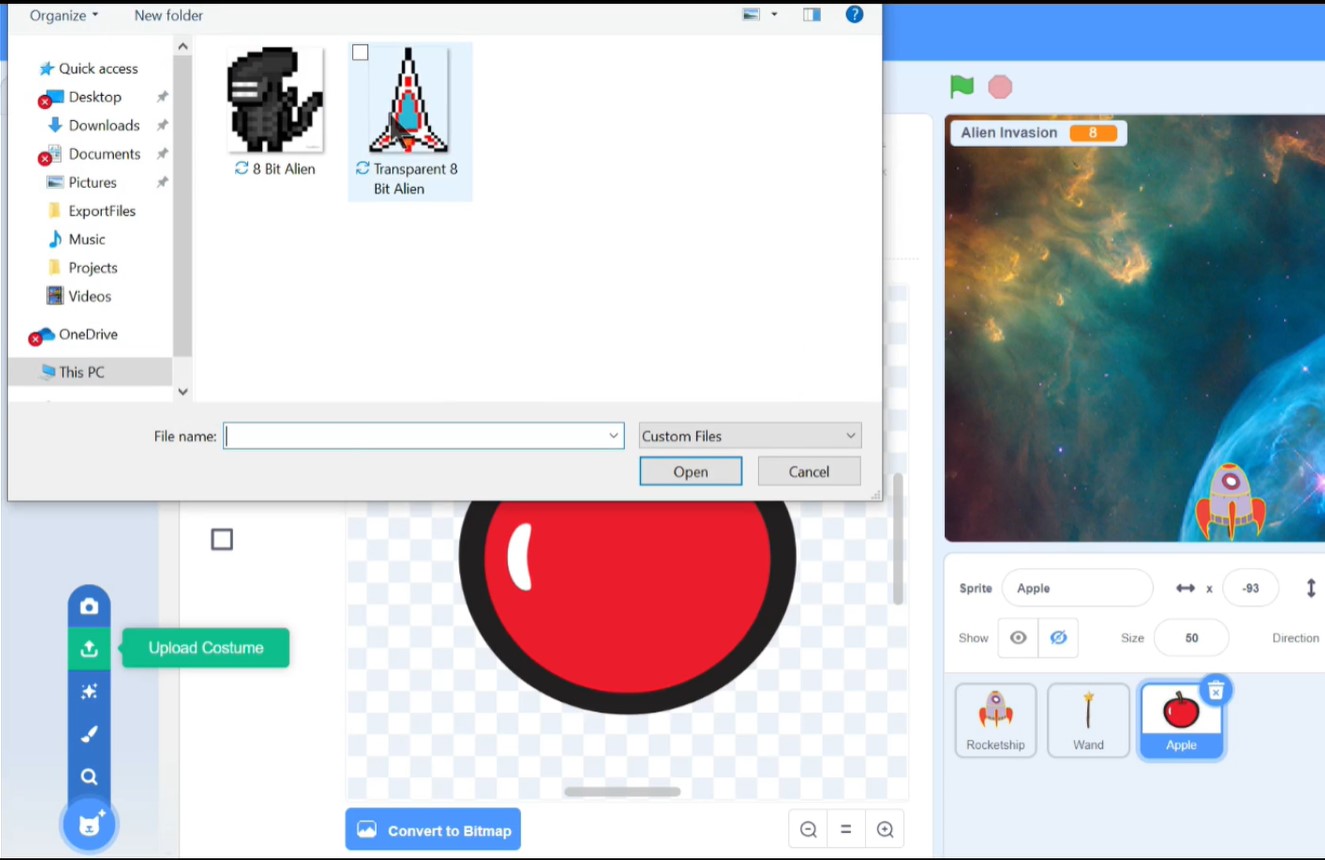 Organize
New folder
?
Quick access
Desktop
Downloads
Documents
Pictures
ExportFiles
Music
Projects
Videos
OneDrive
This PC
8 Bit Alien
Transparent 8
Bit Alien
File name:
Custom Files
Open
Cancel
Upload Costume
Convert to Bitmap
Alien Invasion 8
Sprite Apple x -93
Show Size 50 Direction
Rocketship Wand Apple